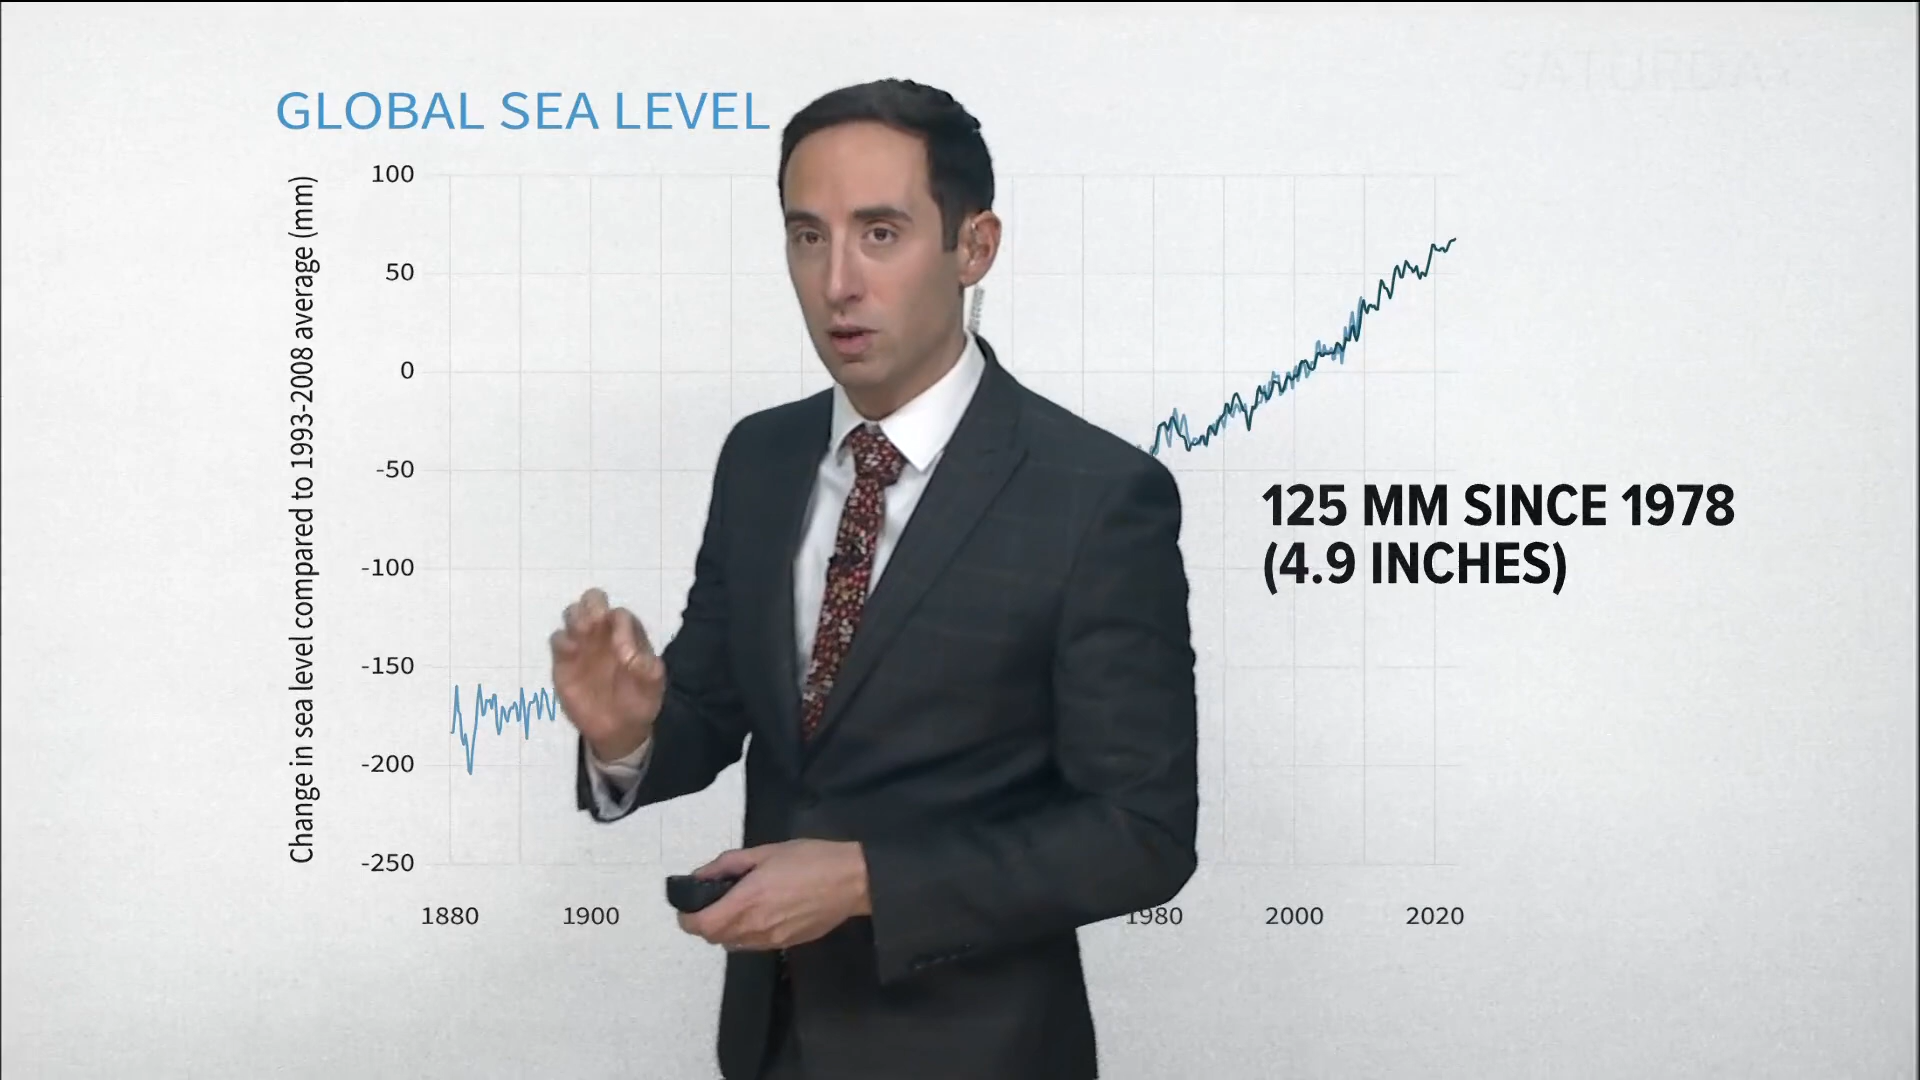 GLOBAL SEA LEVEL
Change in sea level compared to 1993-2008 average (mm)
100
50
0
-50
-100
-150
-200
-250
1880
1900
1980
2000
2020
125 MM SINCE 1978
(4.9 INCHES)
SATURDAY